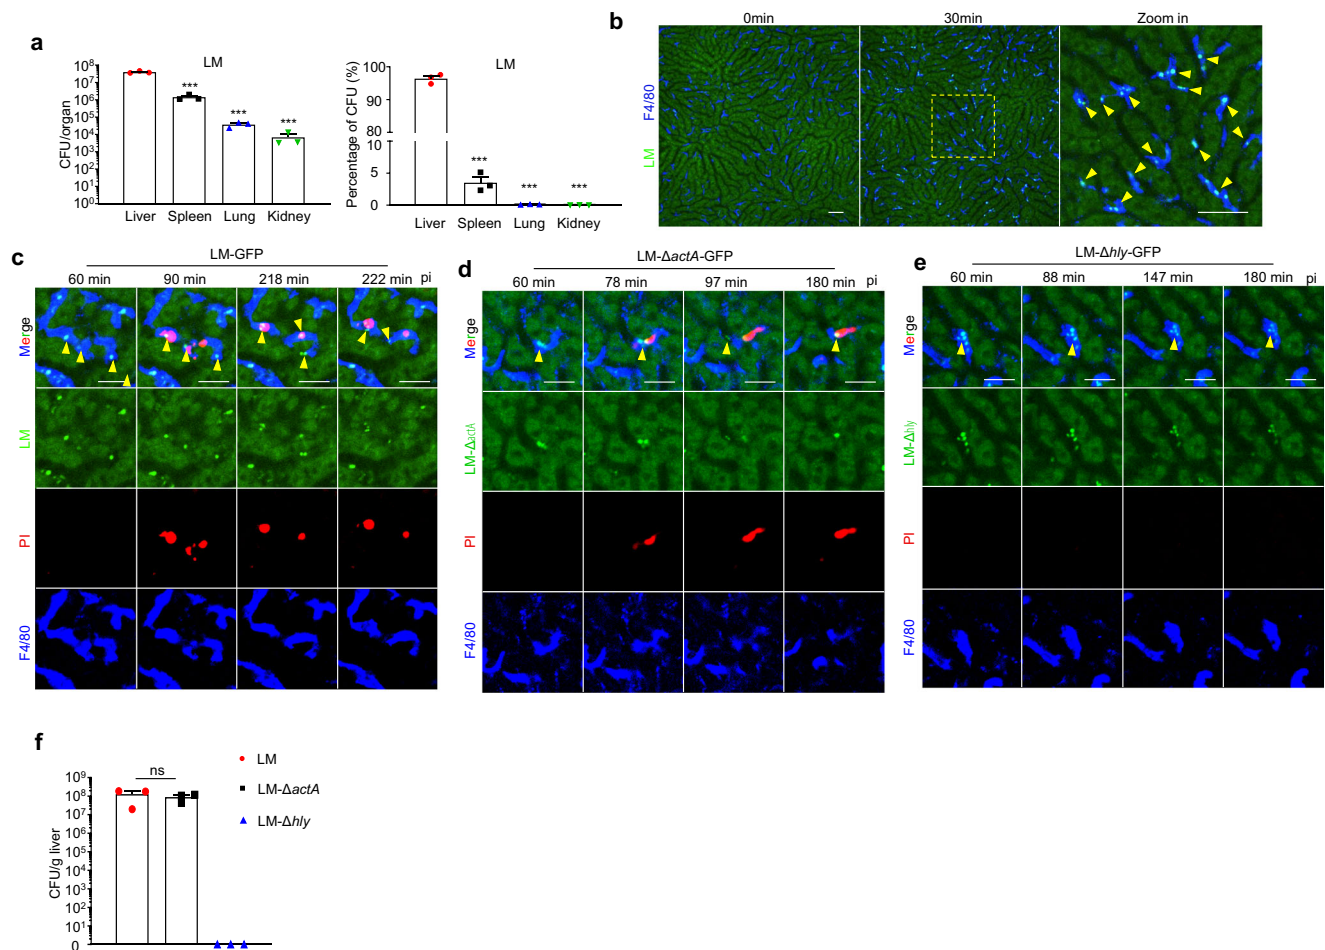 a
LM
CFU/organ
10⁸
10⁷
10⁶
10⁵
10⁴
10³
10²
10¹
10⁰
***
***
***
Liver Spleen Lung Kidney
LM
Percentage of CFU (%)
100
90
80
5
0
***
***
***
Liver Spleen Lung Kidney
b
0min 30min Zoom in
LM F4/80
c
LM-GFP
60 min 90 min 218 min 222 min pi
Merge
LM
PI
F4/80
d
LM-ΔactA-GFP
60 min 78 min 97 min 180 min pi
Merge
LM-ΔactA
PI
F4/80
e
LM-Δhly-GFP
60 min 88 min 147 min 180 min pi
Merge
LM-Δhly
PI
F4/80
f
CFU/g liver
10⁹
10⁸
10⁷
10⁶
10⁵
10⁴
10³
10²
10¹
0
ns
LM
LM-ΔactA
LM-Δhly